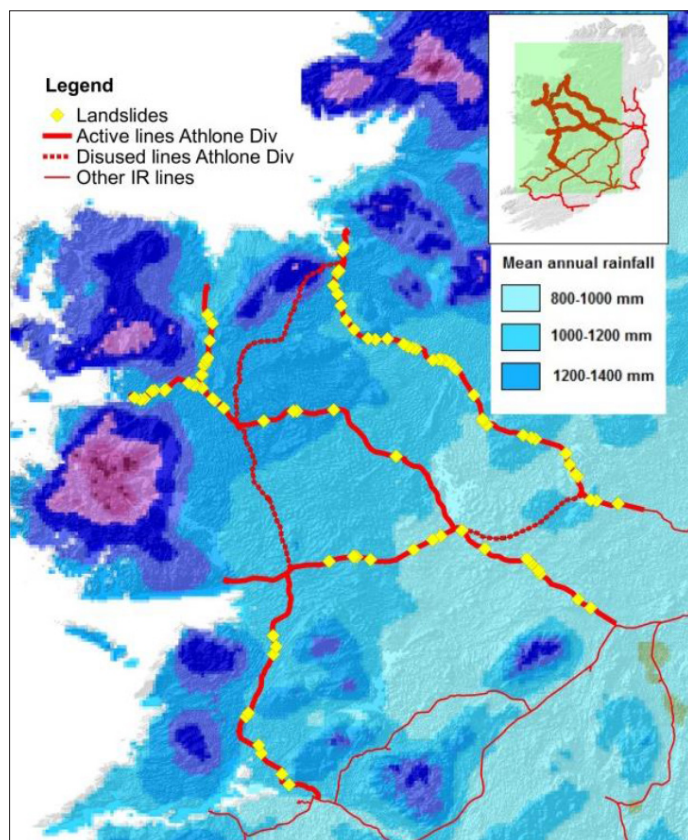 Legend
Landslides
Active lines Athlone Div
Disused lines Athlone Div
Other IR lines
Mean annual rainfall
800-1000 mm
1000-1200 mm
1200-1400 mm